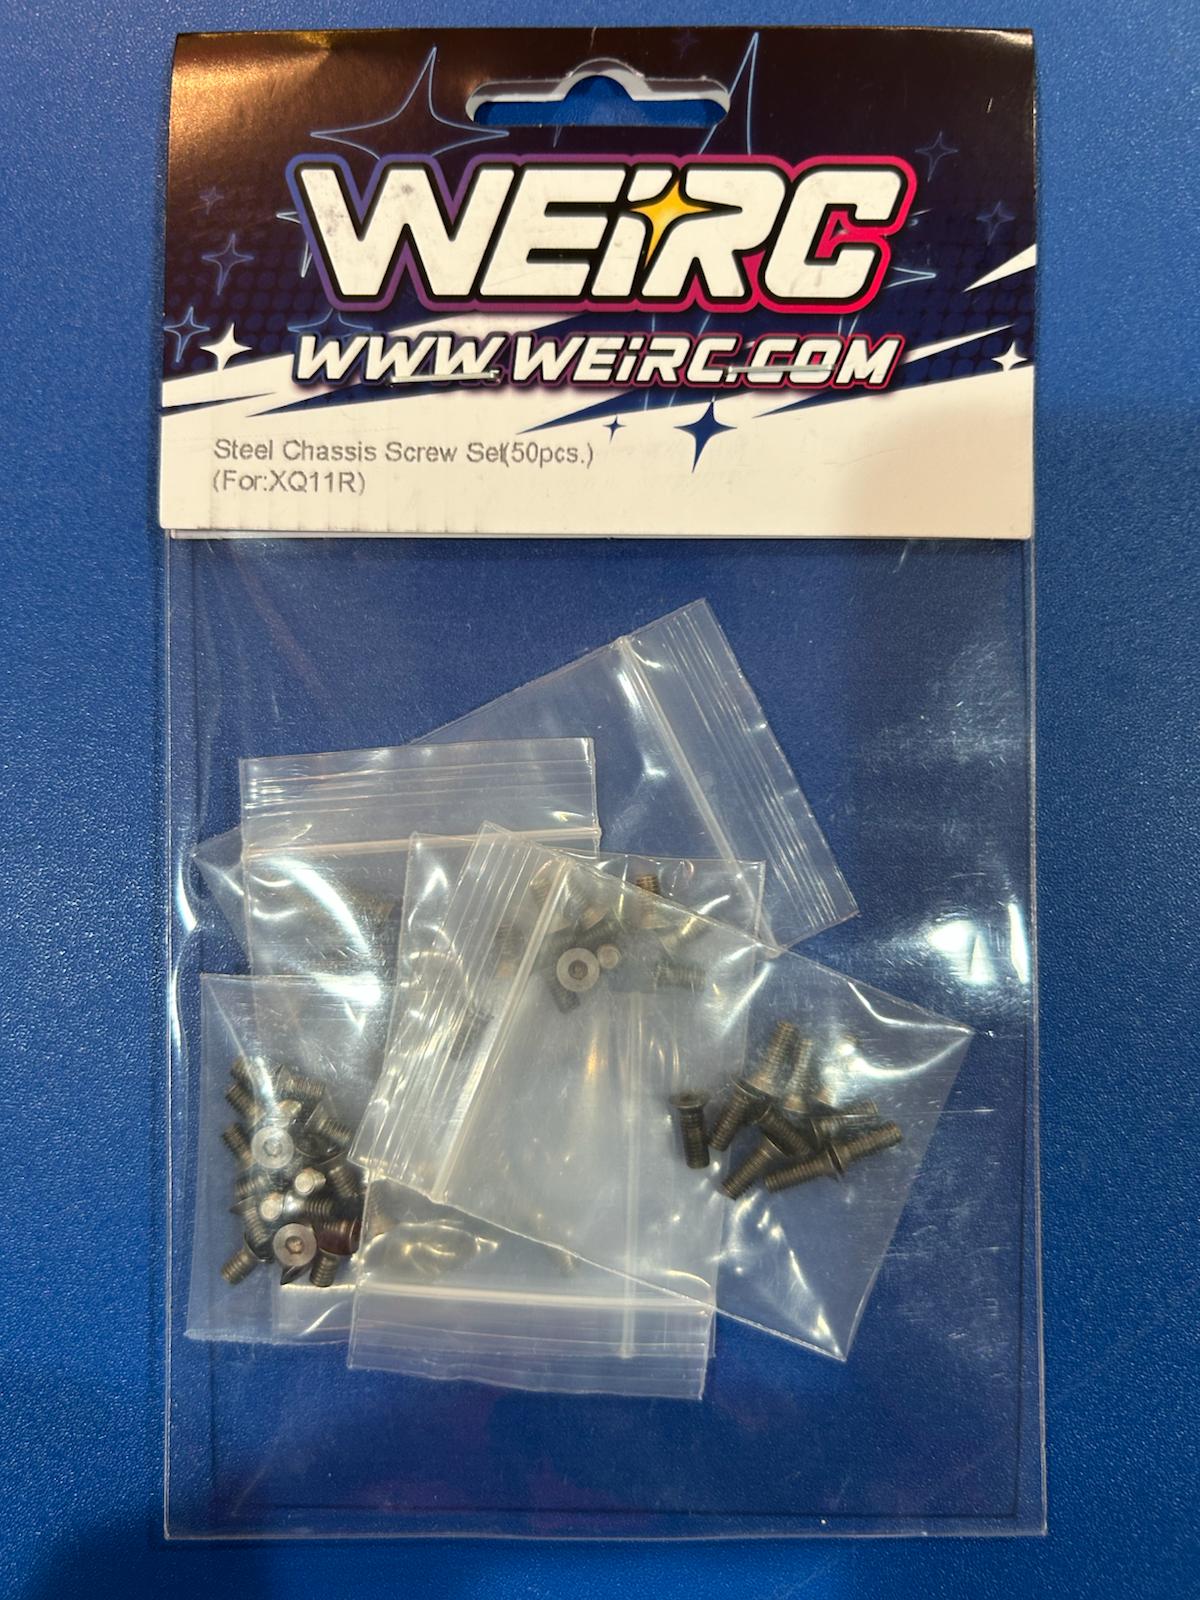 WEiRC
WWW.WEiRC.COM
Steel Chassis Screw Set(50pcs.)
(For:XQ11R)